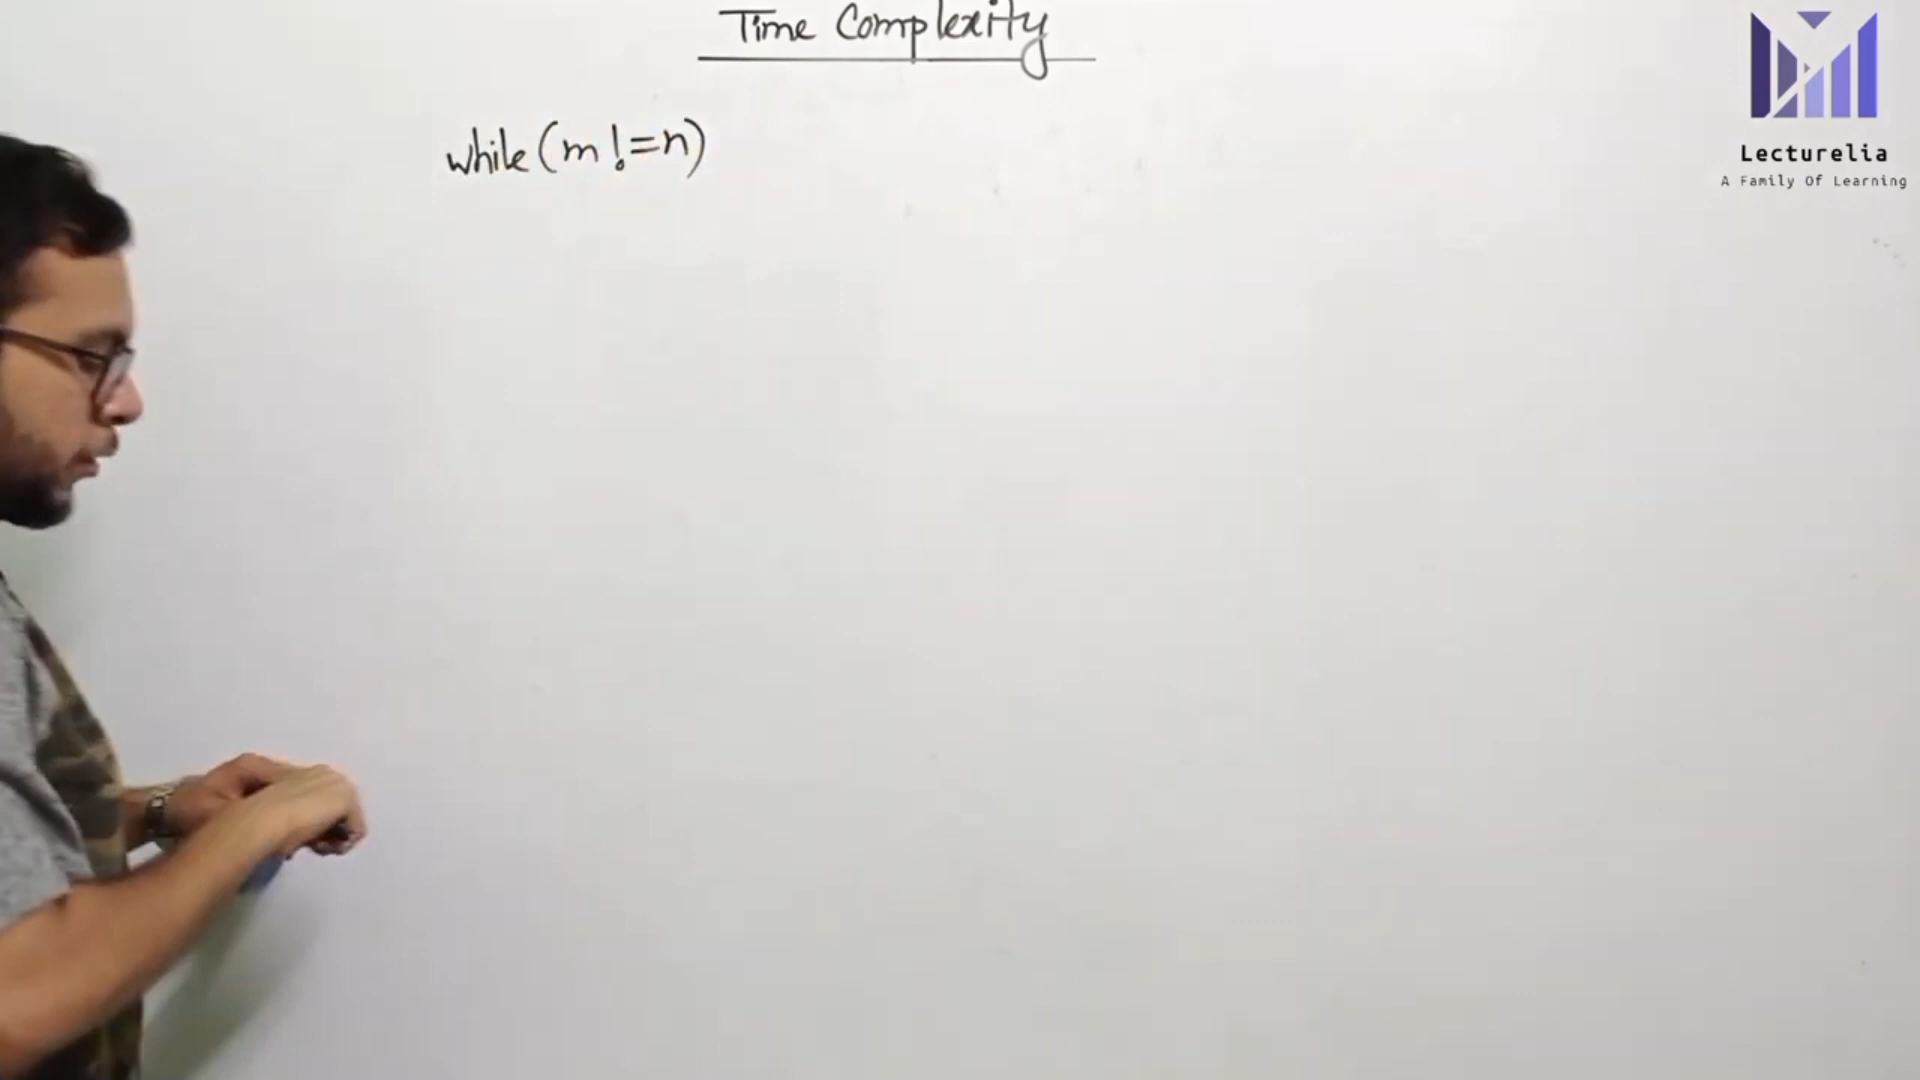 Time Complexity
while (m != n)
Lecturelia
A Family Of Learning